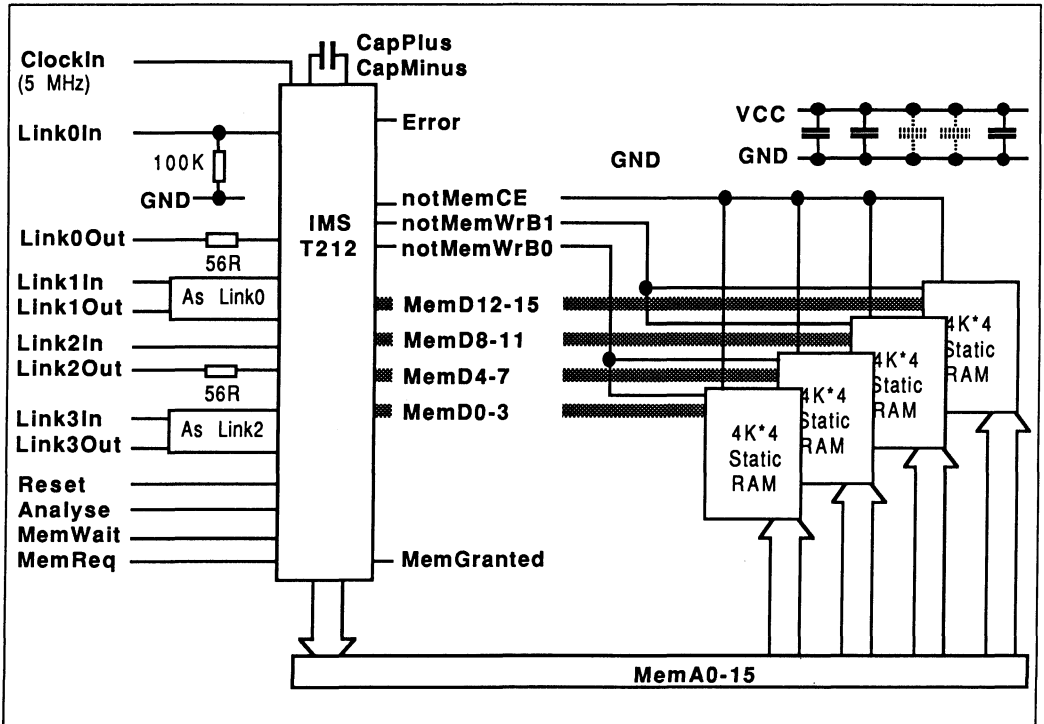 ClockIn
(5 MHz)
CapPlus
CapMinus
Link0In
100K
GND
Error
IMS
T212
notMemCE
notMemWrB1
notMemWrB0
Link0Out
56R
Link1In
Link1Out
As Link0
Link2In
Link2Out
56R
Link3In
Link3Out
As Link2
Reset
Analyse
MemWait
MemReq
MemD12-15
MemD8-11
MemD4-7
MemD0-3
MemGranted
GND
VCC
GND
4K*4
Static
RAM
4K*4
Static
RAM
4K*4
Static
RAM
4K*4
Static
RAM
MemA0-15